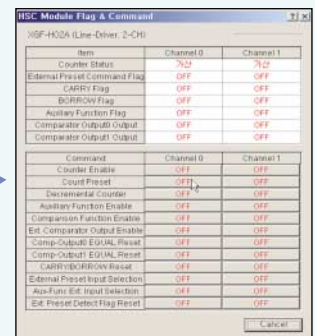 HSC Module Flag & Command
XGF-HO2A (Line-Driver, 2-CH)
Item Channel 0 Channel 1
Counter Status 가산 가산
External Preset Command Flag OFF OFF
CARRY Flag OFF OFF
BORROW Flag OFF OFF
Auxiliary Function Flag OFF OFF
Comparator Output0 Output OFF OFF
Comparator Output1 Output OFF OFF
Command Channel 0 Channel 1
Counter Enable OFF OFF
Count Preset OFF OFF
Decremental Counter OFF OFF
Auxiliary Function Enable OFF OFF
Comparison Function Enable OFF OFF
Ext. Comparator Output Enable OFF OFF
Comp-Output0 EQUAL Reset OFF OFF
Comp-Output1 EQUAL Reset OFF OFF
CARRY/BORROW Reset OFF OFF
External Preset Input Selection OFF OFF
Aux-Func Ext. Input Selection OFF OFF
Ext. Preset Detect Flag Reset OFF OFF
Cancel